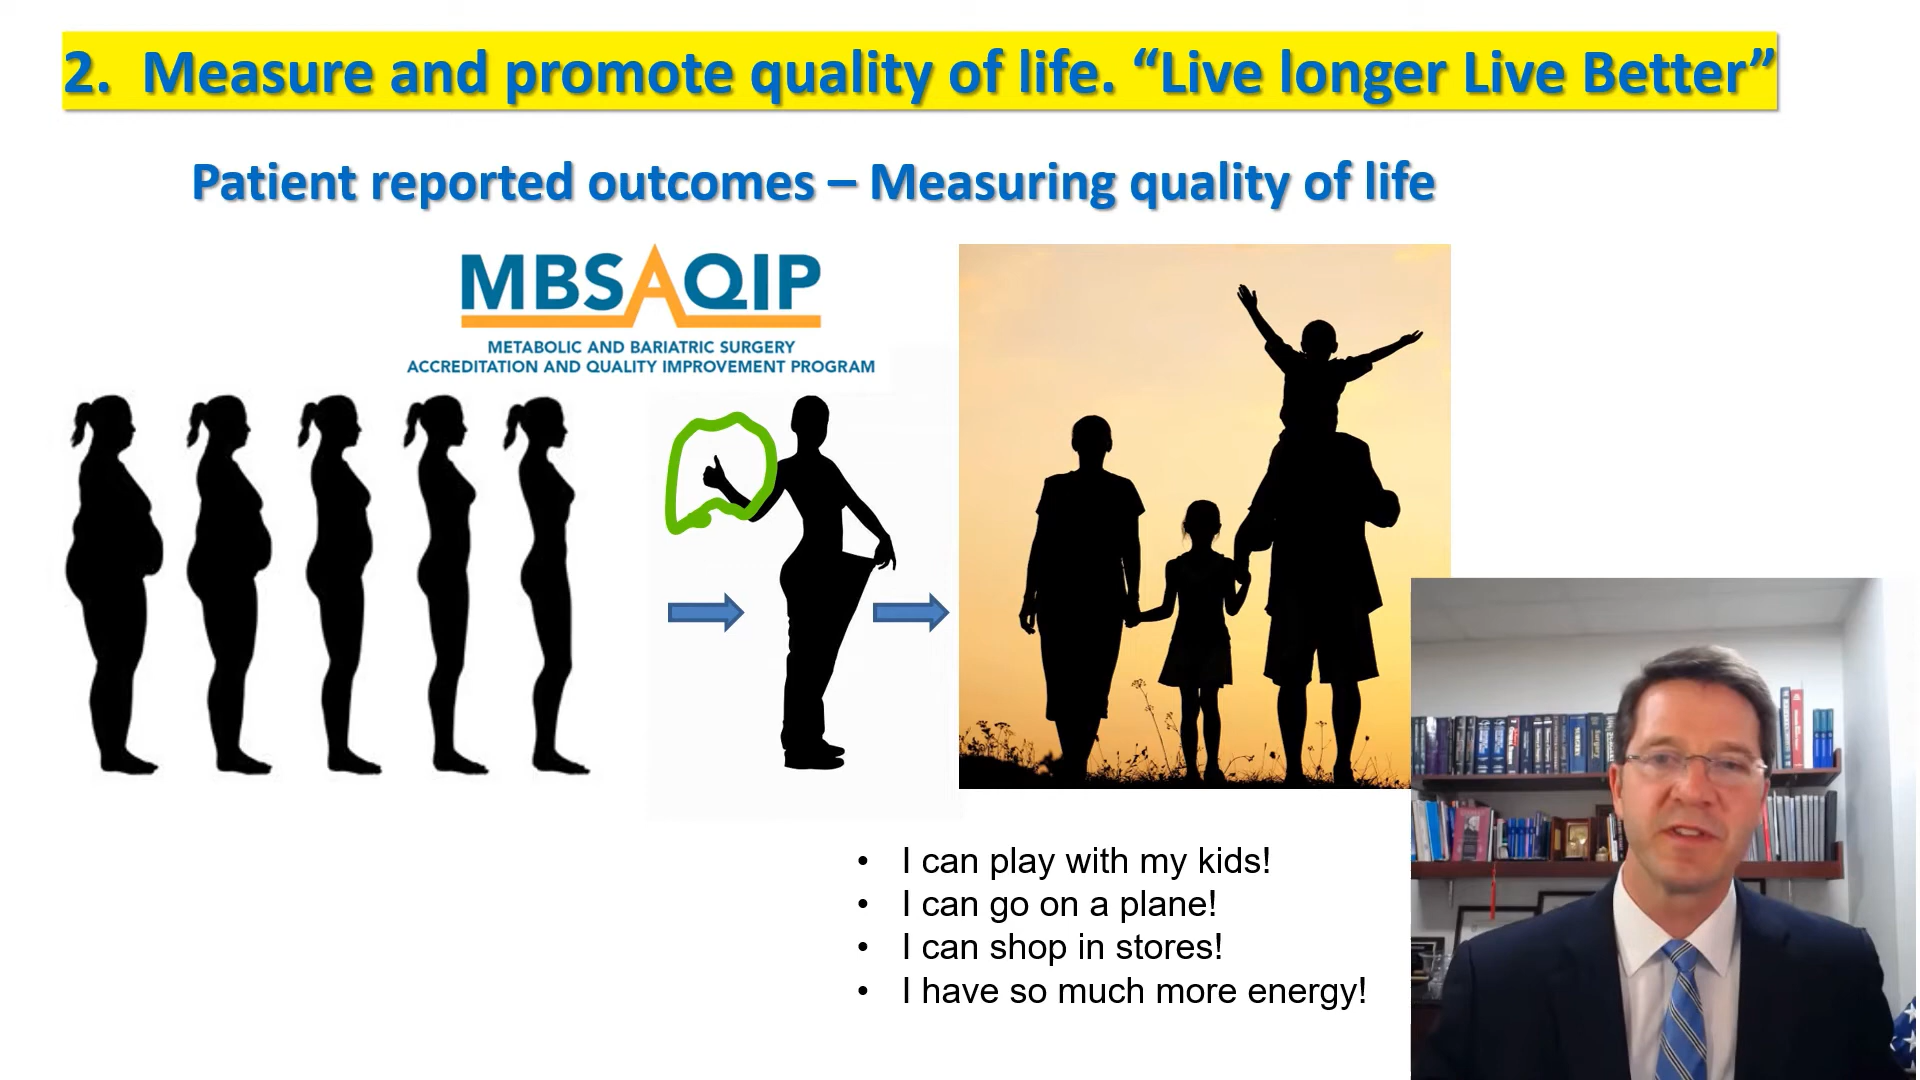 2. Measure and promote quality of life. “Live longer Live Better”
Patient reported outcomes – Measuring quality of life
MBSAQIP
METABOLIC AND BARIATRIC SURGERY
ACCREDITATION AND QUALITY IMPROVEMENT PROGRAM
• I can play with my kids!
• I can go on a plane!
• I can shop in stores!
• I have so much more energy!